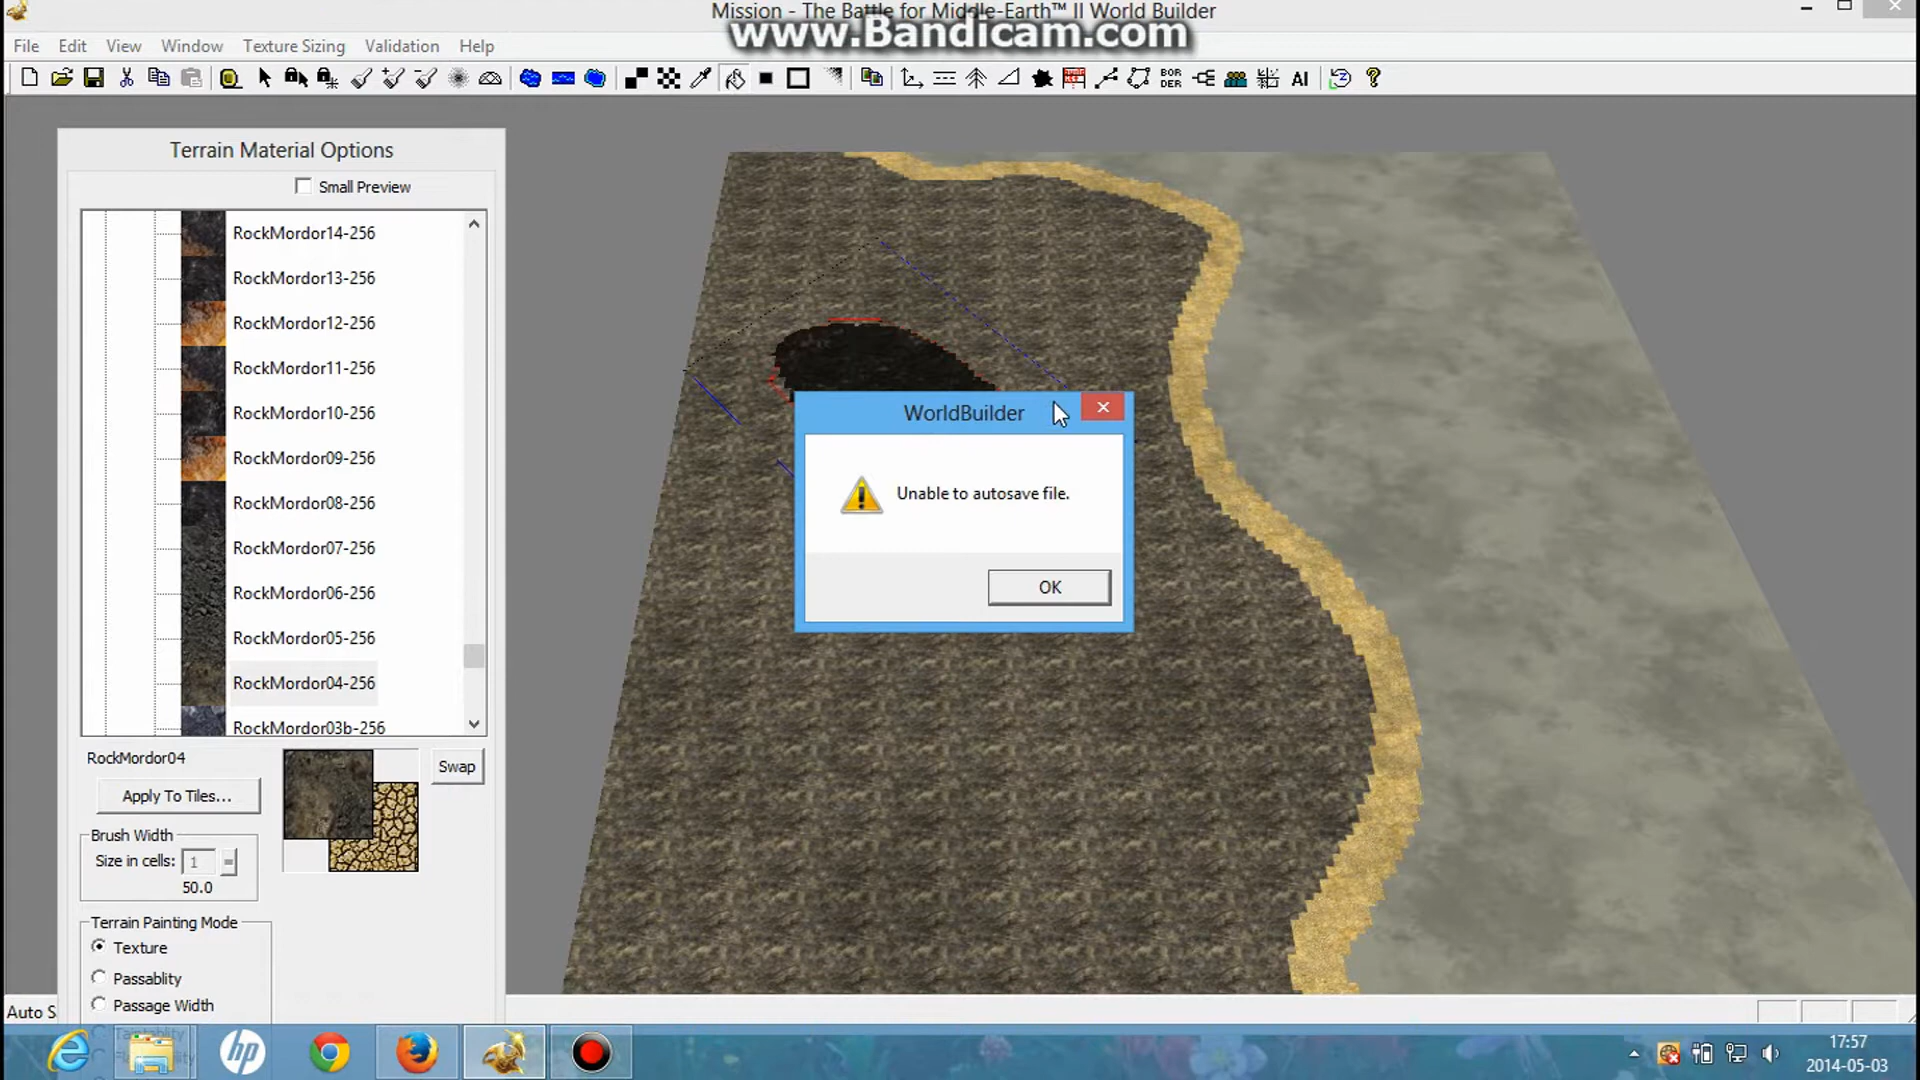 Mission - The Battle for Middle-Earth™ II World Builder
www.Bandicam.com
File Edit View Window Texture Sizing Validation Help
BOR
DER
AI
Terrain Material Options
Small Preview
RockMordor14-256
RockMordor13-256
RockMordor12-256
RockMordor11-256
RockMordor10-256
RockMordor09-256
RockMordor08-256
RockMordor07-256
RockMordor06-256
RockMordor05-256
RockMordor04-256
RockMordor03b-256
WorldBuilder
Unable to autosave file.
OK
RockMordor04
Swap
Apply To Tiles...
Brush Width
Size in cells: 1
50.0
Terrain Painting Mode
Texture
Passablity
Passage Width
Auto S
hp
17:57
2014-05-03